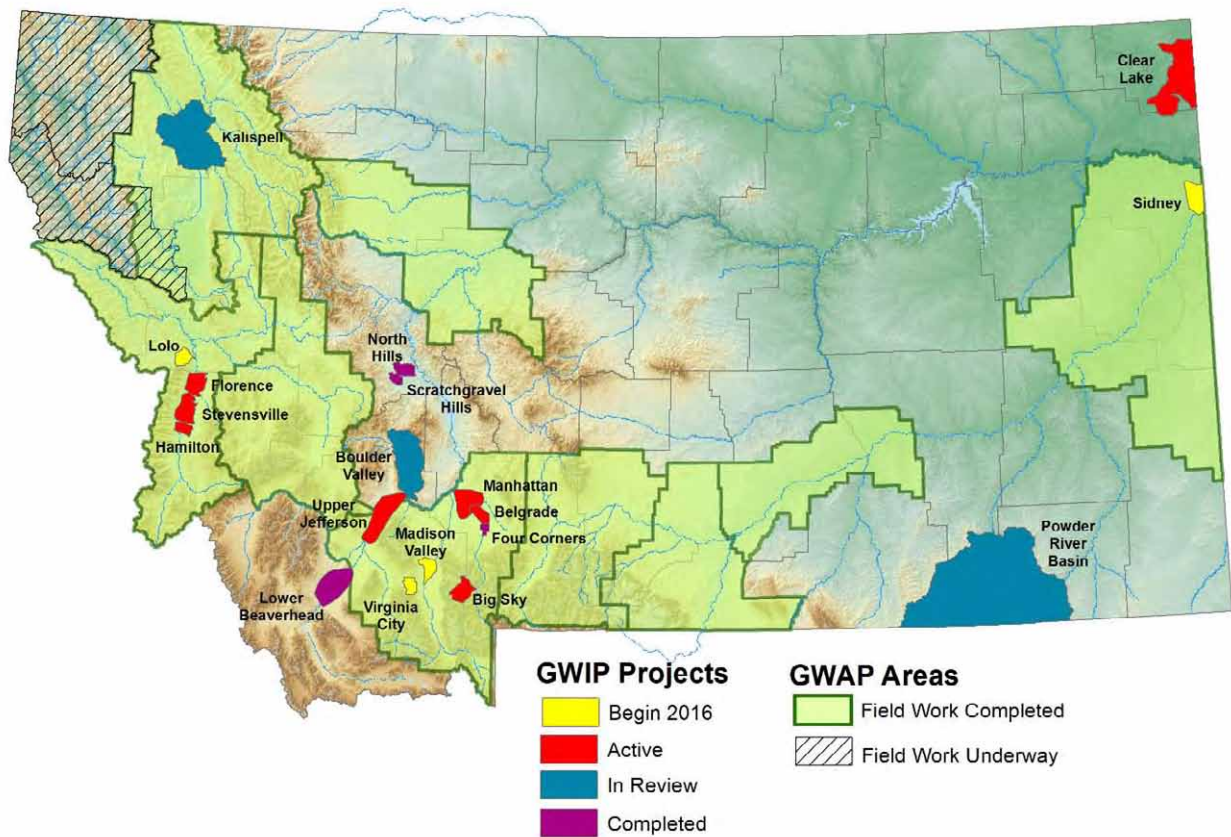 Clear
Lake
Kalispell
Sidney
Lolo
North
Hills
Florence
Scratchgravel
Hills
Stevensville
Hamilton
Boulder
Valley
Manhattan
Upper
Jefferson
Belgrade
Madison
Valley
Four Corners
Powder
River
Basin
Lower
Beaverhead
Virginia
City
Big Sky
GWIP Projects
Begin 2016
Active
In Review
Completed
GWAP Areas
Field Work Completed
Field Work Underway